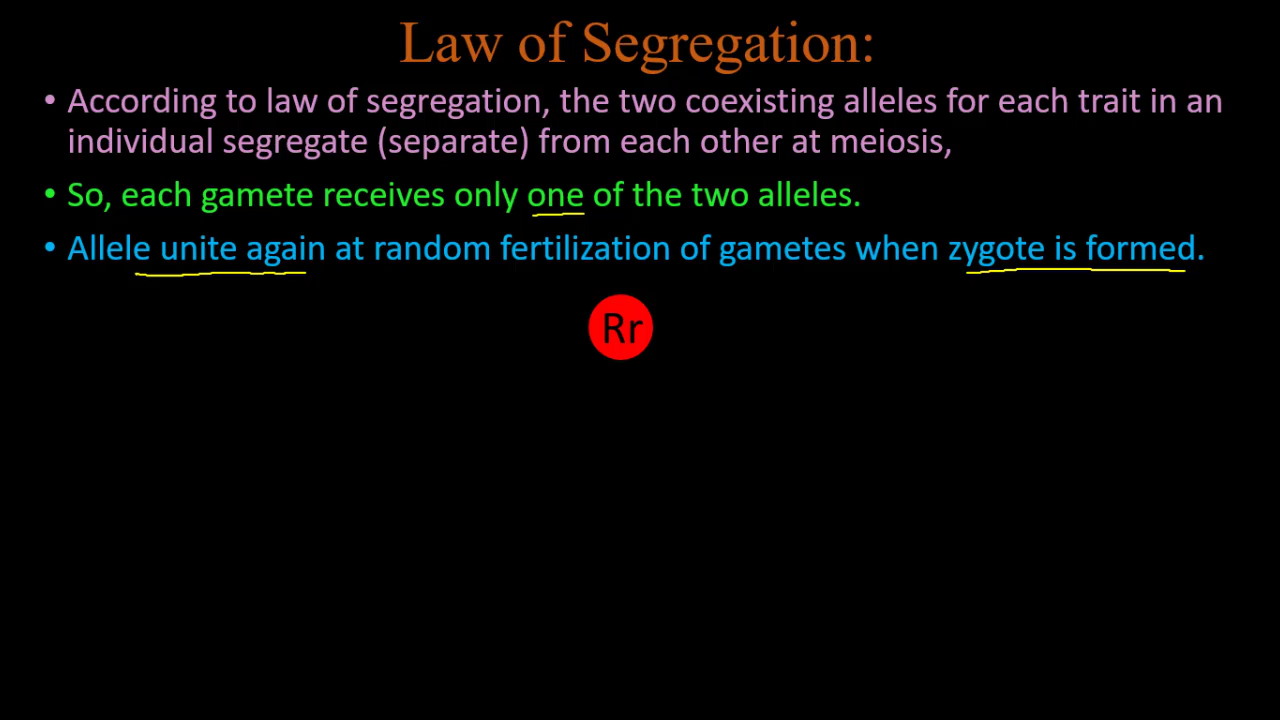 Law of Segregation:
• According to law of segregation, the two coexisting alleles for each trait in an
individual segregate (separate) from each other at meiosis,
• So, each gamete receives only one of the two alleles.
• Allele unite again at random fertilization of gametes when zygote is formed.
Rr